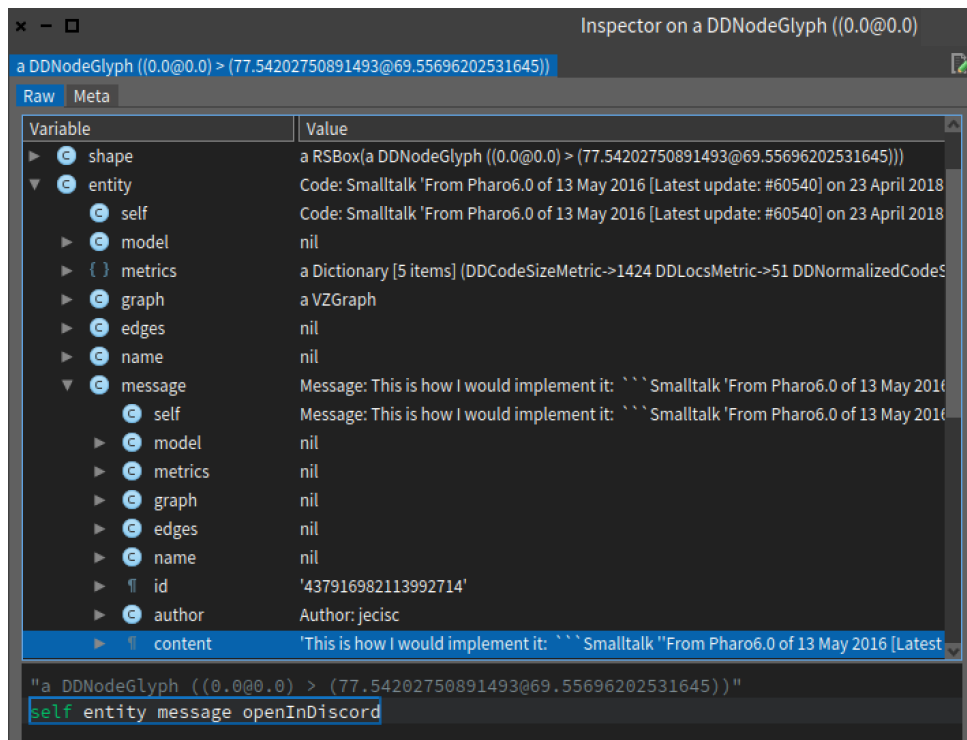 Inspector on a DDNodeGlyph ((0.0@0.0)
a DDNodeGlyph ((0.0@0.0) > (77.54202750891493@69.55696202531645))
Raw Meta
Variable Value
shape a RSBox(a DDNodeGlyph ((0.0@0.0) > (77.54202750891493@69.55696202531645)))
entity Code: Smalltalk 'From Pharo6.0 of 13 May 2016 [Latest update: #60540] on 23 April 2018
self Code: Smalltalk 'From Pharo6.0 of 13 May 2016 [Latest update: #60540] on 23 April 2018
model nil
{ } metrics a Dictionary [5 items] (DDCodeSizeMetric->1424 DDLocsMetric->51 DDNormalizedCodeS
graph a VZGraph
edges nil
name nil
message Message: This is how I would implement it: ```Smalltalk 'From Pharo6.0 of 13 May 2016
self Message: This is how I would implement it: ```Smalltalk 'From Pharo6.0 of 13 May 2016
model nil
metrics nil
graph nil
edges nil
name nil
¶ id '437916982113992714'
author Author: jecisc
¶ content 'This is how I would implement it: ```Smalltalk ''From Pharo6.0 of 13 May 2016 [Latest
"a DDNodeGlyph ((0.0@0.0) > (77.54202750891493@69.55696202531645))"
self entity message openInDiscord